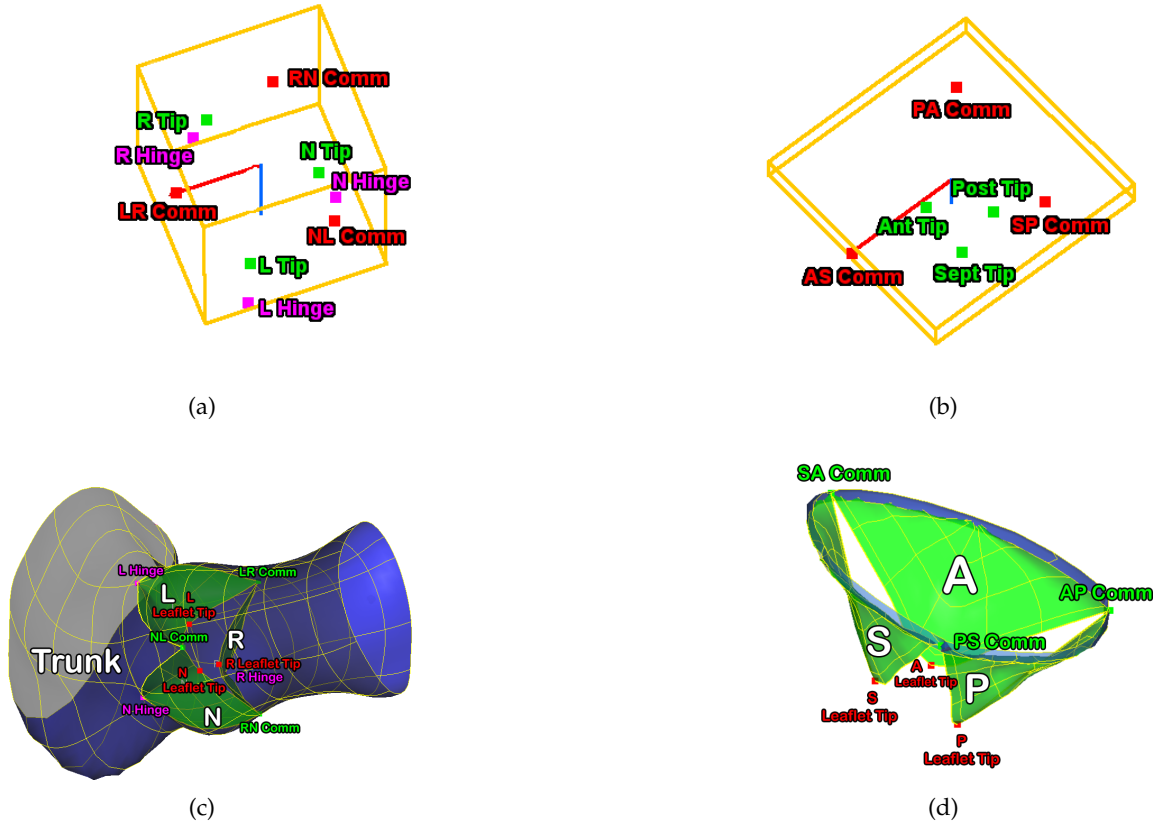 RN Comm
R Tip
R Hinge
N Tip
N Hinge
LR Comm
NL Comm
L Tip
L Hinge
(a)
PA Comm
Post Tip
Ant Tip
SP Comm
AS Comm
Sept Tip
(b)
L Hinge
LR Comm
L
L
Leaflet Tip
NL Comm
R
Trunk
N
Leaflet Tip
R Leaflet Tip
R Hinge
N Hinge
N
RN Comm
(c)
SA Comm
A
AP Comm
S
PS Comm
A
Leaflet Tip
P
S
Leaflet Tip
P
Leaflet Tip
(d)